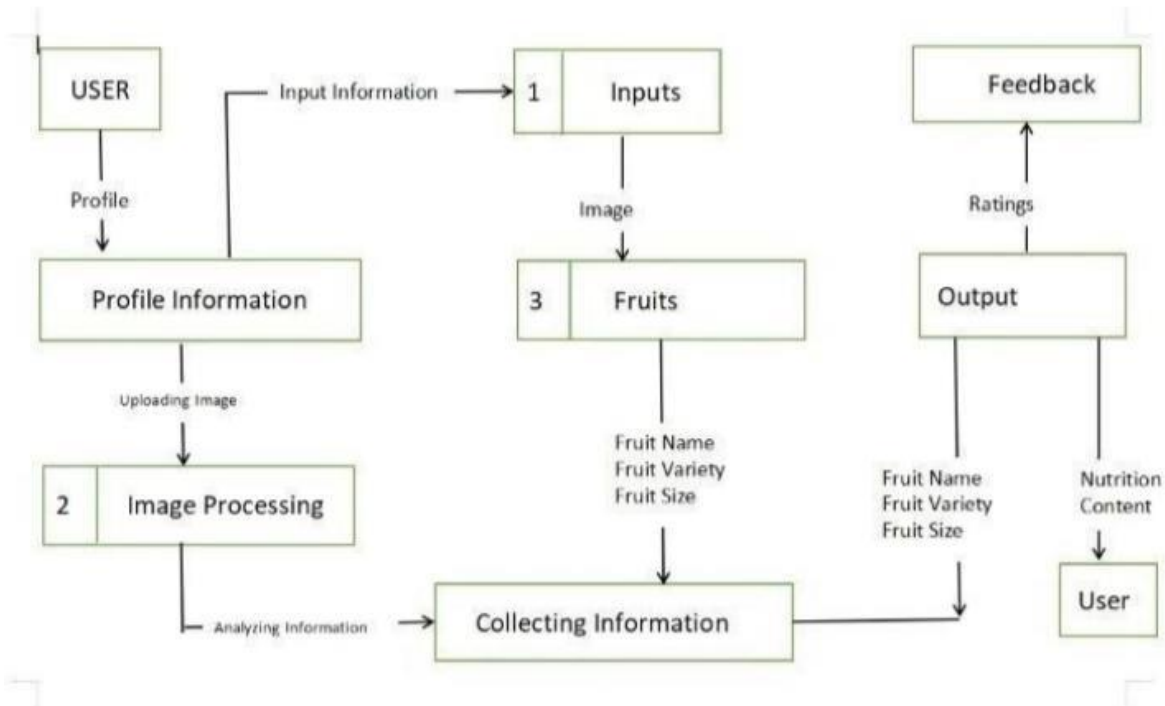 USER
Input Information
1 Inputs
Feedback
Profile
Image
Ratings
Profile Information
3 Fruits
Output
Uploading Image
Fruit Name
Fruit Variety
Fruit Size
Fruit Name
Fruit Variety
Fruit Size
Nutrition
Content
2 Image Processing
Analyzing Information
Collecting Information
User